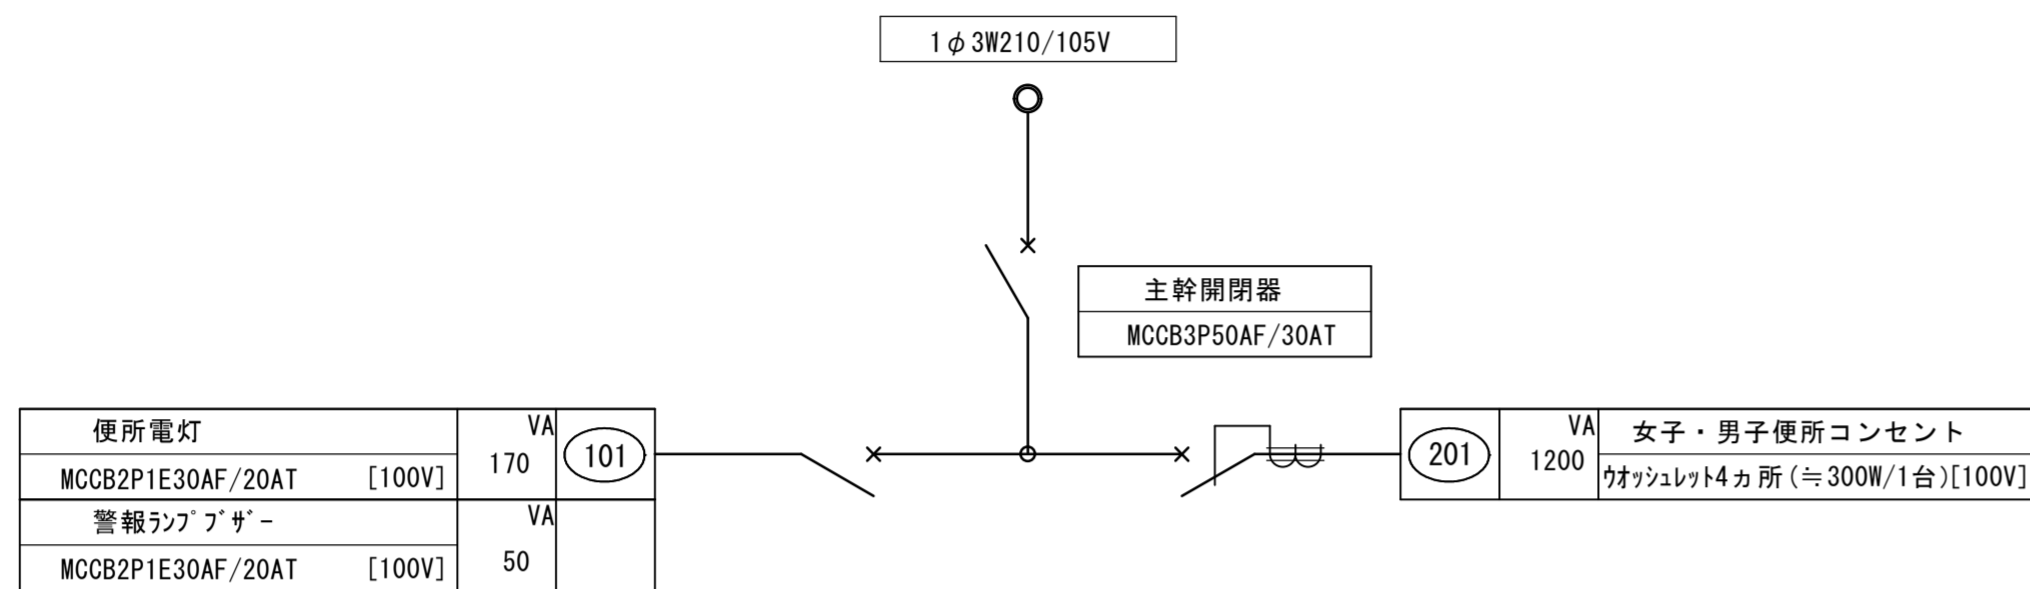 1φ3W210/105V
主幹開閉器
MCCB3P50AF/30AT
便所電灯
VA
MCCB2P1E30AF/20AT [100V]
170
101
警報ﾗﾝﾌﾟﾌﾞｻﾞｰ
VA
MCCB2P1E30AF/20AT [100V]
50
201
VA
1200
女子・男子便所コンセント
ｳｵｯｼｭﾚｯﾄ4ヵ所(≒300W/1台)[100V]